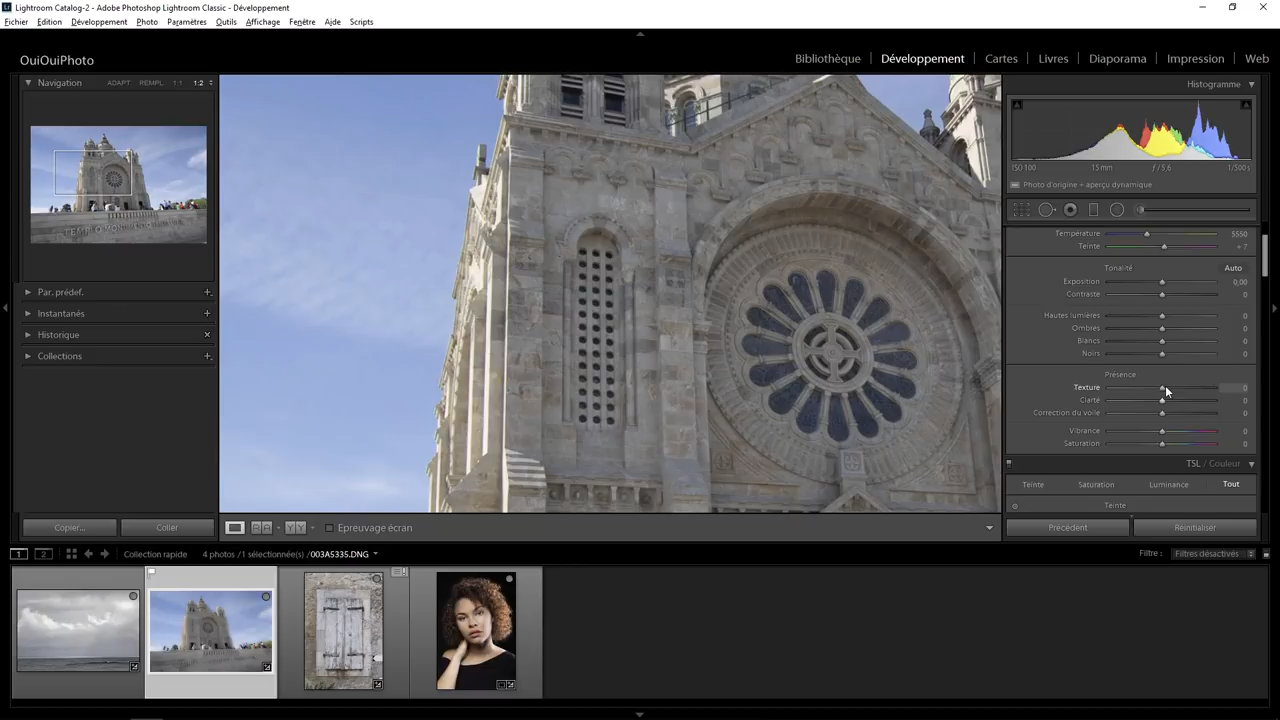 Lightroom Catalog-2 - Adobe Photoshop Lightroom Classic - Développement
Fichier Edition Développement Photo Paramètres Outils Affichage Fenêtre Aide Scripts
OuiOuiPhoto
Bibliothèque Développement Cartes Livres Diaporama Impression Web
Navigation ADAPT REMPL. 1:1 1:2
Histogramme
ISO 100 15 mm ƒ / 5,6 1/500 s
Photo d'origine + aperçu dynamique
Température 5550
Teinte + 7
Tonalité Auto
Exposition 0,00
Contraste 0
Hautes lumières 0
Ombres 0
Blancs 0
Noirs 0
Présence
Texture 0
Clarté 0
Correction du voile 0
Vibrance 0
Saturation 0
TSL / Couleur
Teinte Saturation Luminance Tout
Teinte
Précédent Réinitialiser
Par. prédef.
Instantanés
Historique
Collections
Copier... Coller
R A Y Y Epreuvage écran
1 2 Collection rapide 4 photos /1 sélectionnée(s) /003A5335.DNG
Filtre : Filtres désactivés